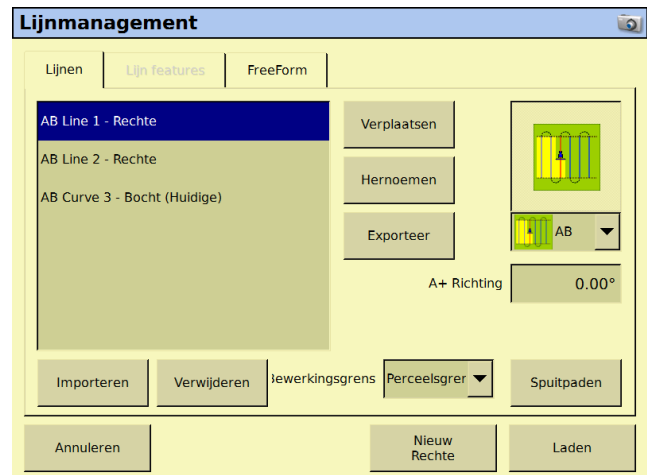 Lijnmanagement
Lijnen
Lijn features
FreeForm
AB Line 1 - Rechte
AB Line 2 - Rechte
AB Curve 3 - Bocht (Huidige)
Verplaatsen
Hernoemen
Exporteer
AB
A+ Richting
0.00°
Importeren
Verwijderen
Bewerkingsgrens
Perceelsgrer
Spuitpaden
Annuleren
Nieuw
Rechte
Laden